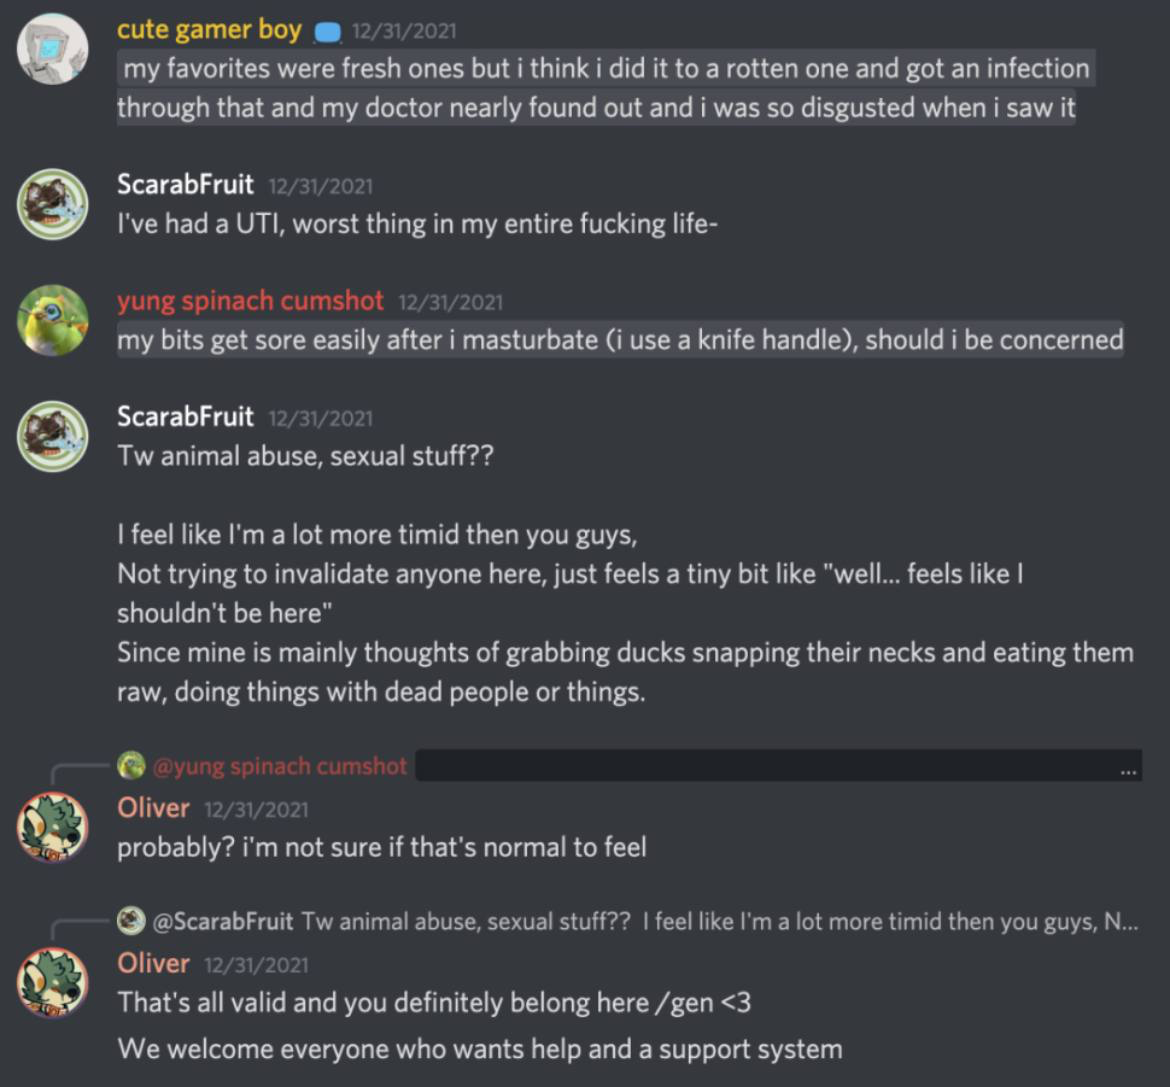 cute gamer boy 12/31/2021
my favorites were fresh ones but i think i did it to a rotten one and got an infection
through that and my doctor nearly found out and i was so disgusted when i saw it
ScarabFruit 12/31/2021
I've had a UTI, worst thing in my entire fucking life-
yung spinach cumshot 12/31/2021
my bits get sore easily after i masturbate (i use a knife handle), should i be concerned
ScarabFruit 12/31/2021
Tw animal abuse, sexual stuff??
I feel like I'm a lot more timid then you guys,
Not trying to invalidate anyone here, just feels a tiny bit like "well... feels like I
shouldn't be here"
Since mine is mainly thoughts of grabbing ducks snapping their necks and eating them
raw, doing things with dead people or things.
@yung spinach cumshot ...
Oliver 12/31/2021
probably? i'm not sure if that's normal to feel
@ScarabFruit Tw animal abuse, sexual stuff?? I feel like I'm a lot more timid then you guys, N...
Oliver 12/31/2021
That's all valid and you definitely belong here /gen <3
We welcome everyone who wants help and a support system